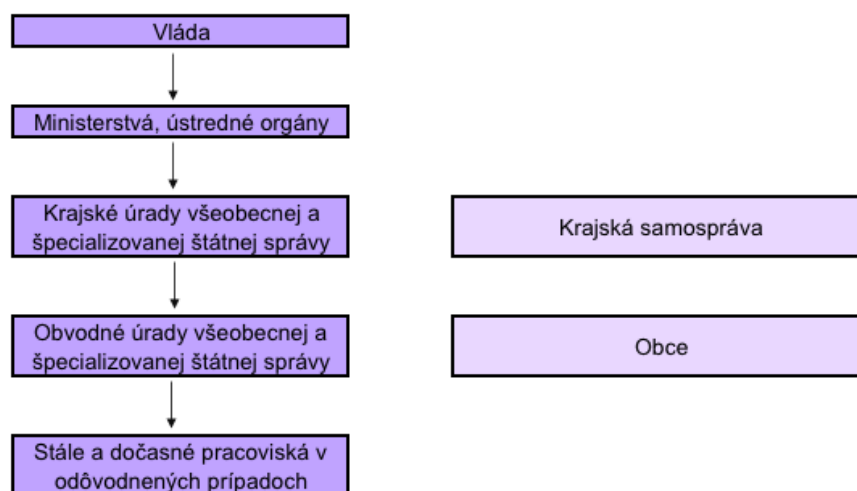 Vláda
Ministerstvá, ústredné orgány
Krajské úrady všeobecnej a
špecializovanej štátnej správy
Krajská samospráva
Obvodné úrady všeobecnej a
špecializovanej štátnej správy
Obce
Stále a dočasné pracoviská v
odôvodnených prípadoch